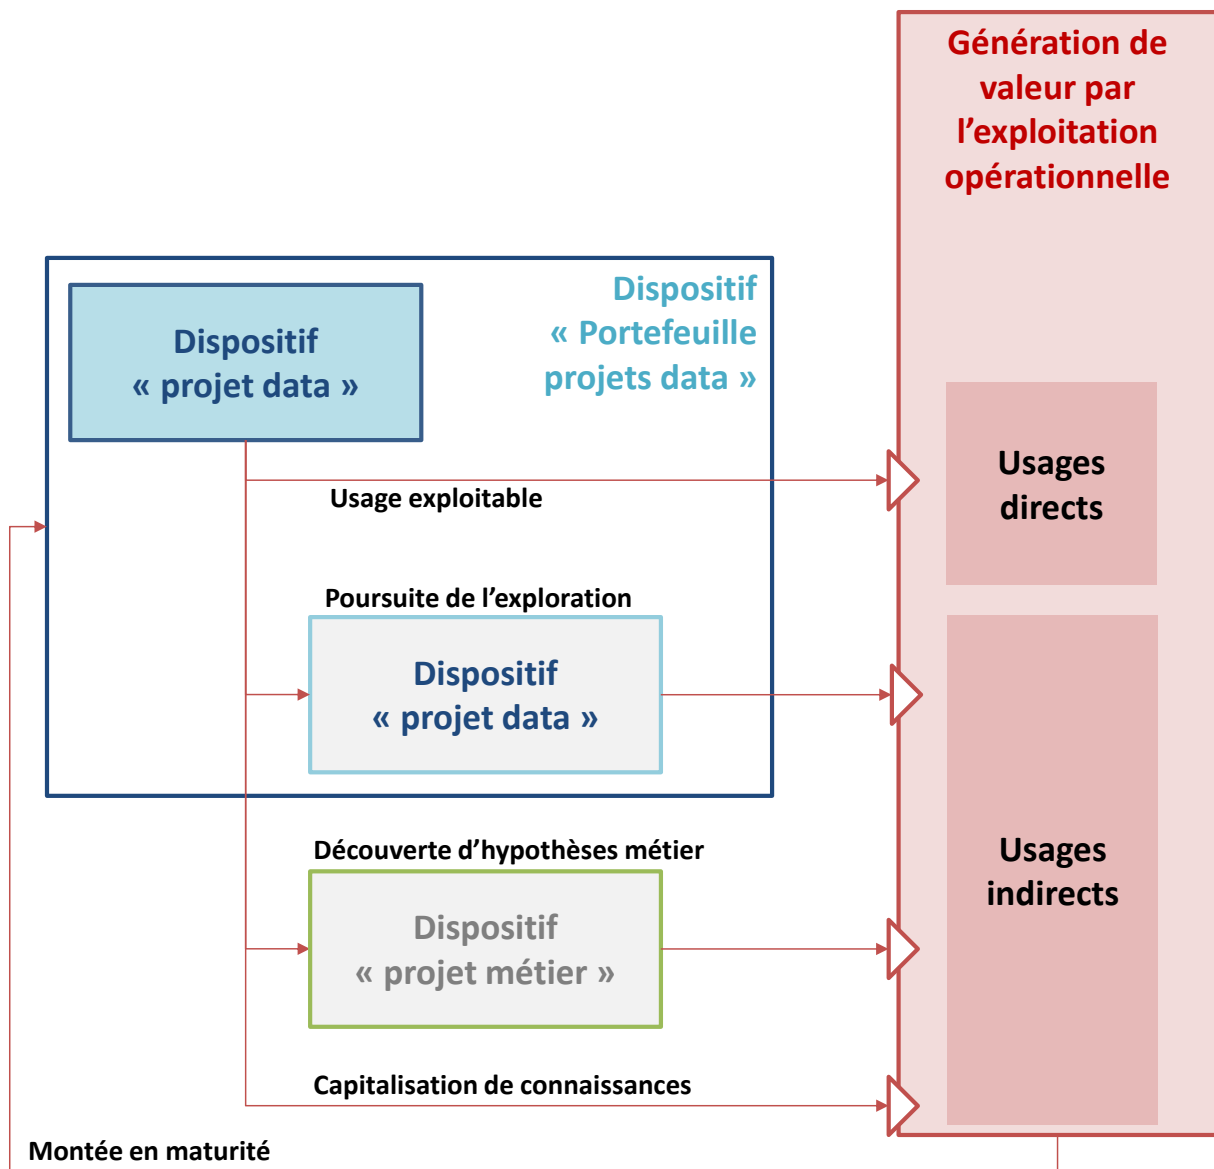 Génération de
valeur par
l’exploitation
opérationnelle
Dispositif
« Portefeuille
projets data »
Dispositif
« projet data »
Usages
directs
Usage exploitable
Poursuite de l’exploration
Dispositif
« projet data »
Découverte d’hypothèses métier
Usages
indirects
Dispositif
« projet métier »
Capitalisation de connaissances
Montée en maturité